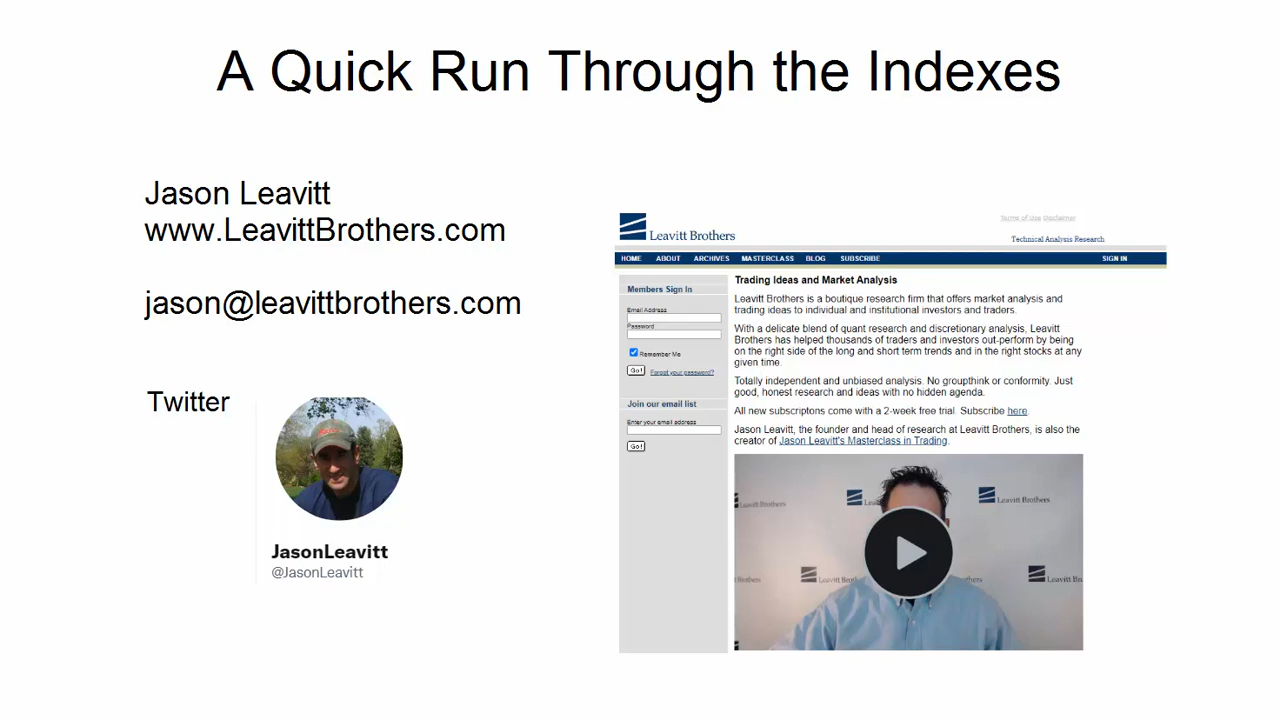 A Quick Run Through the Indexes
Jason Leavitt
www.LeavittBrothers.com
jason@leavittbrothers.com
Twitter
JasonLeavitt
@JasonLeavitt
Leavitt Brothers
Terms of Use Disclaimer
Technical Analysis Research
HOME ABOUT ARCHIVES MASTERCLASS BLOG SUBSCRIBE SIGN IN
Members Sign In
Email Address
Password
Remember Me
Go! Forgot your password?
Join our email list
Enter your email address
Go!
Trading Ideas and Market Analysis
Leavitt Brothers is a boutique research firm that offers market analysis and
trading ideas to individual and institutional investors and traders.
With a delicate blend of quant research and discretionary analysis, Leavitt
Brothers has helped thousands of traders and investors out-perform by being
on the right side of the long and short term trends and in the right stocks at any
given time.
Totally independent and unbiased analysis. No groupthink or conformity. Just
good, honest research and ideas with no hidden agenda.
All new subscriptons come with a 2-week free trial. Subscribe here.
Jason Leavitt, the founder and head of research at Leavitt Brothers, is also the
creator of Jason Leavitt's Masterclass in Trading.
Leavitt Brothers